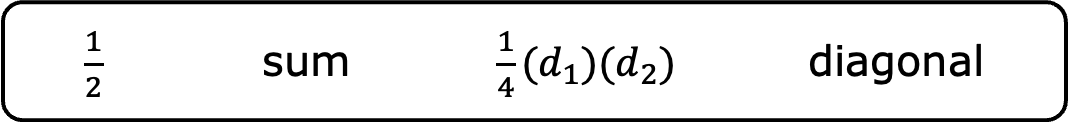 1/2 sum 1/4(d₁)(d₂) diagonal